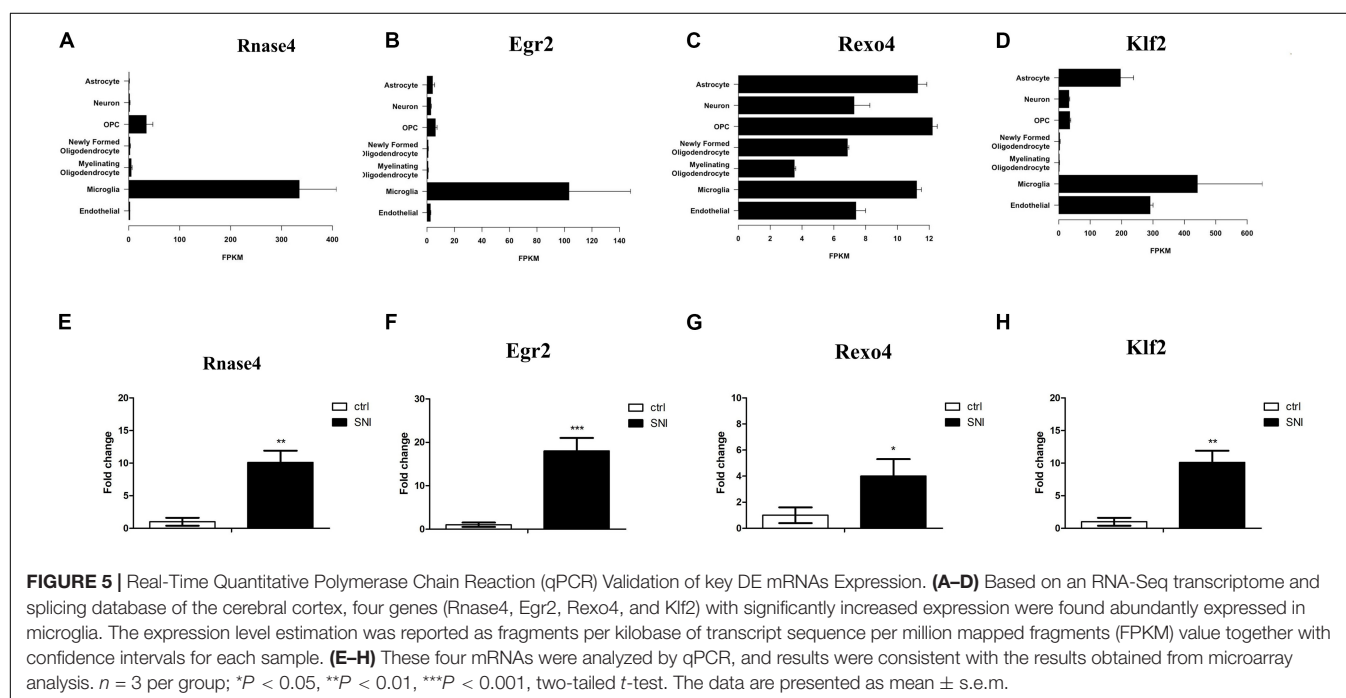 A
Rnase4
Astrocyte
Neuron
OPC
Newly Formed
Oligodendrocyte
Myelinating
Oligodendrocyte
Microglia
Endothelial
0 100 200 300 400
FPKM
B
Egr2
Astrocyte
Neuron
OPC
Newly Formed
Oligodendrocyte
Myelinating
Oligodendrocyte
Microglia
Endothelial
0 20 40 60 80 100 120 140
FPKM
C
Rexo4
Astrocyte
Neuron
OPC
Newly Formed
Oligodendrocyte
Myelinating
Oligodendrocyte
Microglia
Endothelial
0 2 4 6 8 10 12
FPKM
D
Klf2
Astrocyte
Neuron
OPC
Newly Formed
Oligodendrocyte
Myelinating
Oligodendrocyte
Microglia
Endothelial
0 100 200 300 400 500 600
FPKM
E
Rnase4
Fold change
20
15
10
5
0
**
ctrl
SNI
F
Egr2
Fold change
30
20
10
0
***
ctrl
SNI
G
Rexo4
Fold change
6
4
2
0
*
ctrl
SNI
H
Klf2
Fold change
20
15
10
5
0
**
ctrl
SNI
FIGURE 5 | Real-Time Quantitative Polymerase Chain Reaction (qPCR) Validation of key DE mRNAs Expression. (A–D) Based on an RNA-Seq transcriptome and
splicing database of the cerebral cortex, four genes (Rnase4, Egr2, Rexo4, and Klf2) with significantly increased expression were found abundantly expressed in
microglia. The expression level estimation was reported as fragments per kilobase of transcript sequence per million mapped fragments (FPKM) value together with
confidence intervals for each sample. (E–H) These four mRNAs were analyzed by qPCR, and results were consistent with the results obtained from microarray
analysis. n = 3 per group; *P < 0.05, **P < 0.01, ***P < 0.001, two-tailed t-test. The data are presented as mean ± s.e.m.